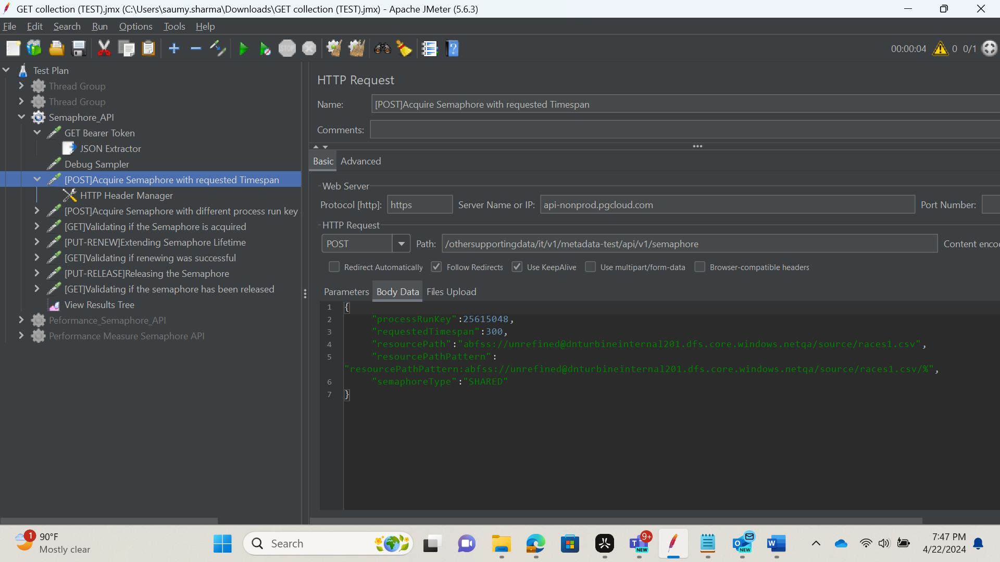 GET collection (TEST).jmx (C:\Users\saumy.sharma\Downloads\GET collection (TEST).jmx) - Apache JMeter (5.6.3)
File Edit Search Run Options Tools Help
STOP
00:00:04 0 0/1
Test Plan
Thread Group
Thread Group
Semaphore_API
GET Bearer Token
JSON Extractor
Debug Sampler
[POST]Acquire Semaphore with requested Timespan
HTTP Header Manager
[POST]Acquire Semaphore with different process run key
[GET]Validating if the Semaphore is acquired
[PUT-RENEW]Extending Semaphore Lifetime
[GET]Validating if renewing was successful
[PUT-RELEASE]Releasing the Semaphore
[GET]Validating if the semaphore has been released
View Results Tree
Peformance_Semaphore_API
Performance Measure Semaphore API
HTTP Request
Name: [POST]Acquire Semaphore with requested Timespan
Comments:
Basic Advanced
Web Server
Protocol [http]: https Server Name or IP: api-nonprod.pgcloud.com Port Number:
HTTP Request
POST Path: /othersupportingdata/it/v1/metadata-test/api/v1/semaphore Content enco
Redirect Automatically Follow Redirects Use KeepAlive Use multipart/form-data Browser-compatible headers
Parameters Body Data Files Upload
1 {
2 "processRunKey":25615048,
3 "requestedTimespan":300,
4 "resourcePath":"abfss://unrefined@dnturbineinternal201.dfs.core.windows.netqa/source/races1.csv",
5 "resourcePathPattern":
"resourcePathPattern:abfss://unrefined@dnturbineinternal201.dfs.core.windows.netqa/source/races1.csv/%",
6 "semaphoreType":"SHARED"
7 }
1 90°F
Mostly clear
Search
9+
NEW
NEW
7:47 PM
4/22/2024